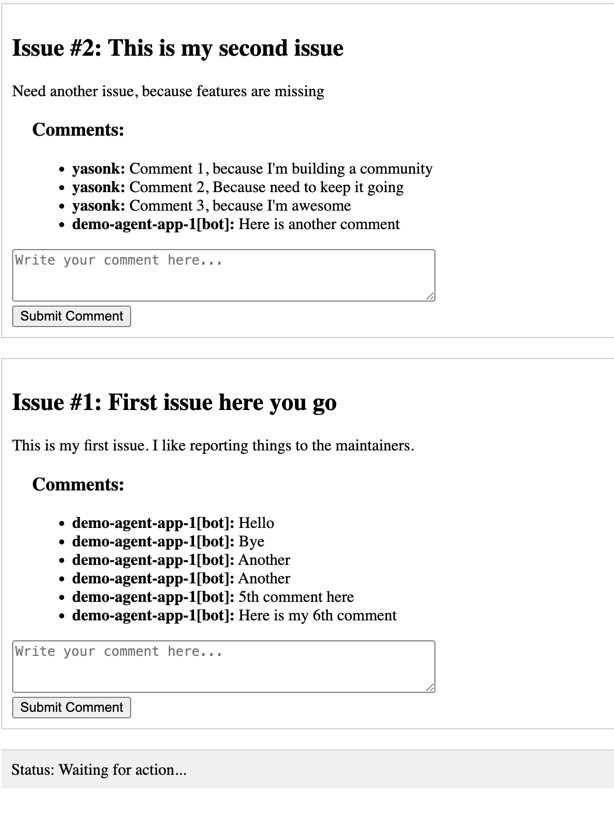 Issue #2: This is my second issue
Need another issue, because features are missing
Comments:
• yasonk: Comment 1, because I'm building a community
• yasonk: Comment 2, Because need to keep it going
• yasonk: Comment 3, because I'm awesome
• demo-agent-app-1[bot]: Here is another comment
Write your comment here...
Submit Comment
Issue #1: First issue here you go
This is my first issue. I like reporting things to the maintainers.
Comments:
• demo-agent-app-1[bot]: Hello
• demo-agent-app-1[bot]: Bye
• demo-agent-app-1[bot]: Another
• demo-agent-app-1[bot]: Another
• demo-agent-app-1[bot]: 5th comment here
• demo-agent-app-1[bot]: Here is my 6th comment
Write your comment here...
Submit Comment
Status: Waiting for action...